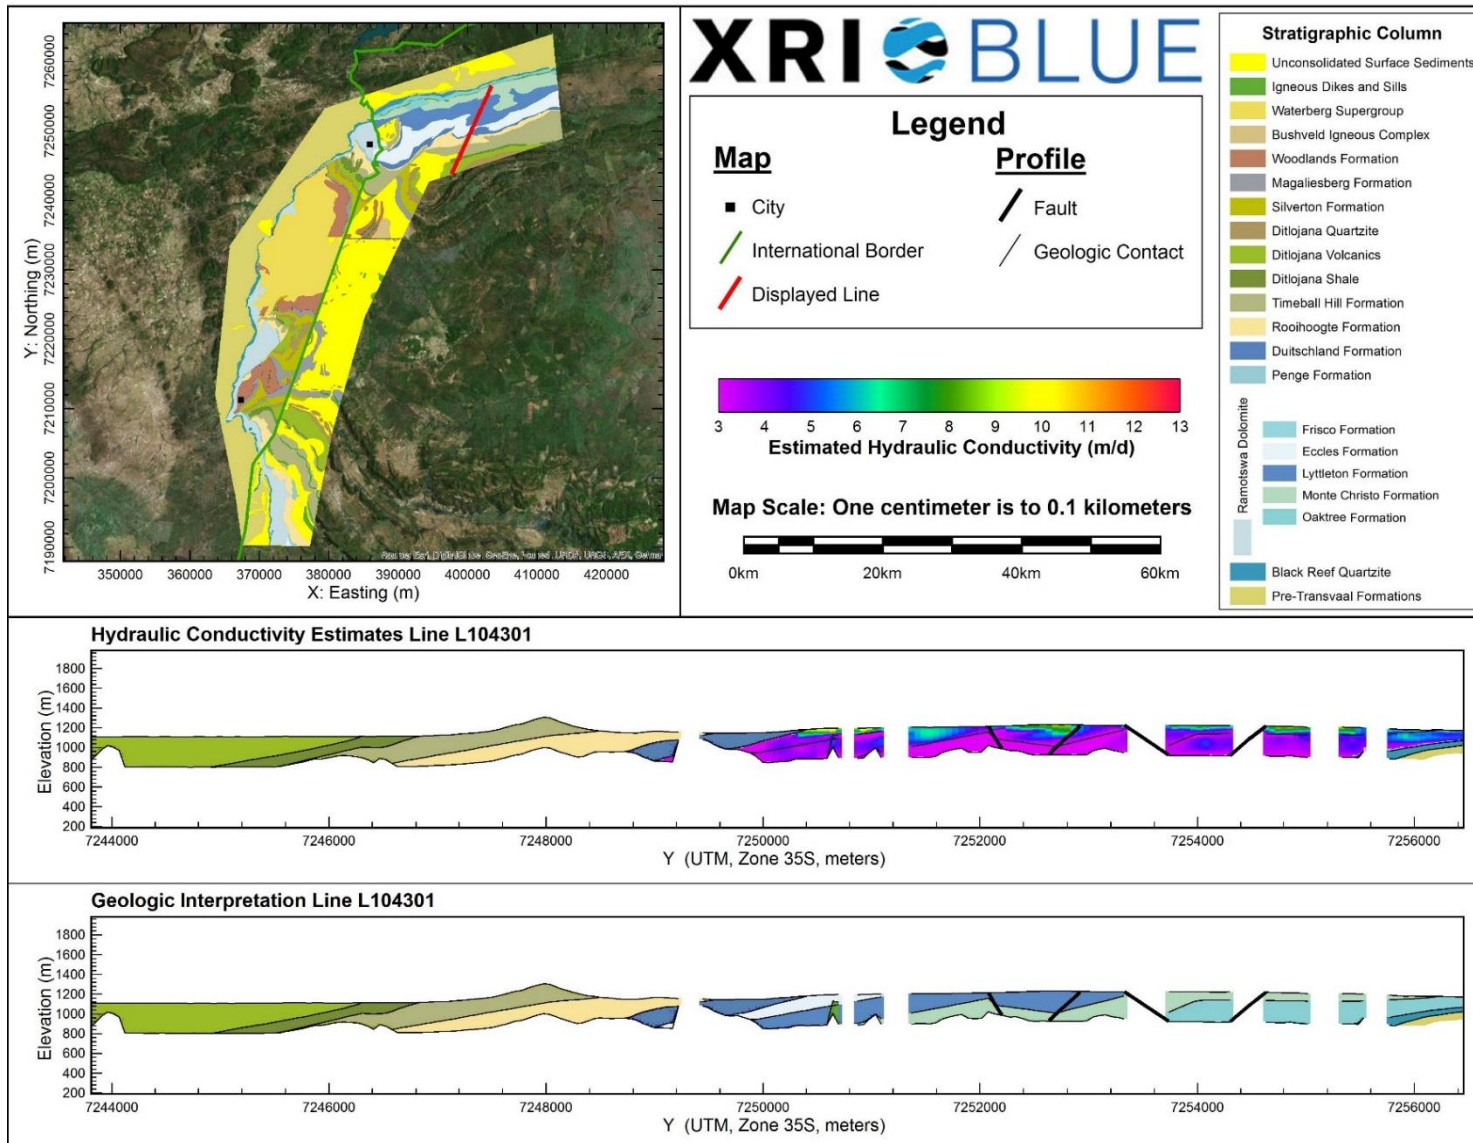 XRI BLUE
Legend
Map
Profile
City
Fault
International Border
Geologic Contact
Displayed Line
3 4 5 6 7 8 9 10 11 12 13
Estimated Hydraulic Conductivity (m/d)
Map Scale: One centimeter is to 0.1 kilometers
0km 20km 40km 60km
Stratigraphic Column
Unconsolidated Surface Sediments
Igneous Dikes and Sills
Waterberg Supergroup
Bushveld Igneous Complex
Woodlands Formation
Magaliesberg Formation
Silverton Formation
Ditlojana Quartzite
Ditlojana Volcanics
Ditlojana Shale
Timeball Hill Formation
Rooihoogte Formation
Duitschland Formation
Penge Formation
Ramotswa Dolomite
Frisco Formation
Eccles Formation
Lyttleton Formation
Monte Christo Formation
Oaktree Formation
Black Reef Quartzite
Pre-Transvaal Formations
Y: Northing (m)
7260000
7250000
7240000
7230000
7220000
7210000
7200000
7190000
350000 360000 370000 380000 390000 400000 410000 420000
X: Easting (m)
Hydraulic Conductivity Estimates Line L104301
Elevation (m)
1800
1600
1400
1200
1000
800
600
400
200
7244000 7246000 7248000 7250000 7252000 7254000 7256000
Y (UTM, Zone 35S, meters)
Geologic Interpretation Line L104301
Elevation (m)
1800
1600
1400
1200
1000
800
600
400
200
7244000 7246000 7248000 7250000 7252000 7254000 7256000
Y (UTM, Zone 35S, meters)